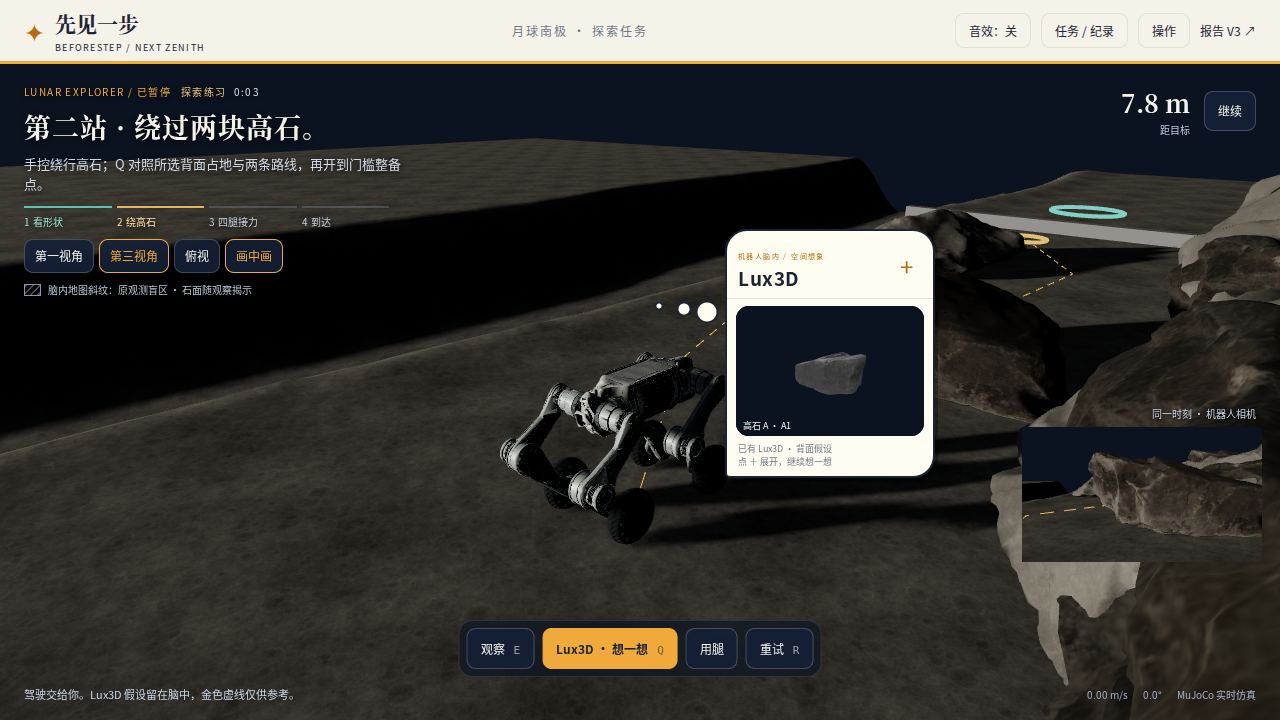 先见一步
BEFORESTEP / NEXT ZENITH
月球南极 · 探索任务
音效：关
任务 / 纪录
操作
报告 V3 ↗
LUNAR EXPLORER / 已暂停 探索练习 0:03
第二站 · 绕过两块高石。
手控绕行高石；Q 对照所选背面占地与两条路线，再开到门槛整备
点。
1 看形状
2 绕高石
3 四腿接力
4 到达
第一视角
第三视角
俯视
画中画
脑内地图斜纹：原观测盲区 · 石面随观察揭示
7.8 m
距目标
继续
机器人脑内 / 空间想象
Lux3D
+
高石 A · A1
已有 Lux3D · 背面假设
点 ＋ 展开，继续想一想
同一时刻 · 机器人相机
观察 E
Lux3D · 想一想 Q
用腿
重试 R
驾驶交给你。Lux3D 假设留在脑中，金色虚线仅供参考。
0.00 m/s 0.0° MuJoCo 实时仿真